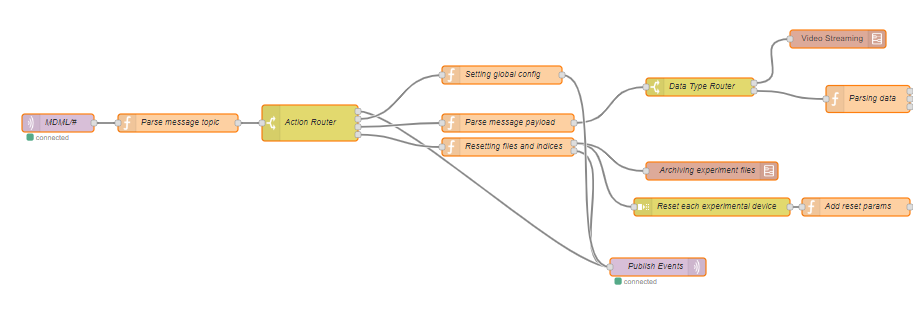 Video Streaming
Setting global config
Data Type Router
Parsing data
MDML/#
connected
Parse message topic
Action Router
Parse message payload
Resetting files and indices
Archiving experiment files
Reset each experimental device
Add reset params
Publish Events
connected